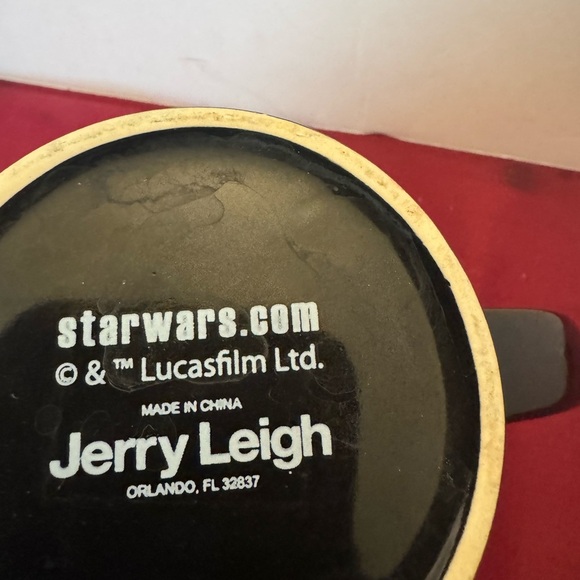 starwars.com
© & ™ Lucasfilm Ltd.
MADE IN CHINA
Jerry Leigh
ORLANDO, FL 32837